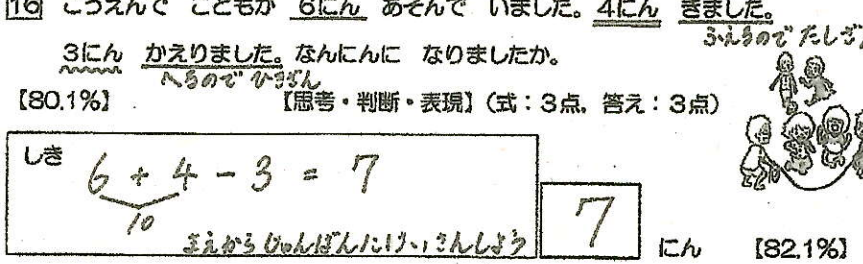 16 こうえんで こどもが 6にん あそんで いました。4にん きました。
ふえるので たしざん
3にん かえりました。なんにんに なりましたか。
へるので ひきざん
【80.1%】 【思考・判断・表現】(式:3点, 答え:3点)
しき 6 + 4 - 3 = 7
10
まえから じゅんばんに けいさんしよう
7 にん 【82.1%】